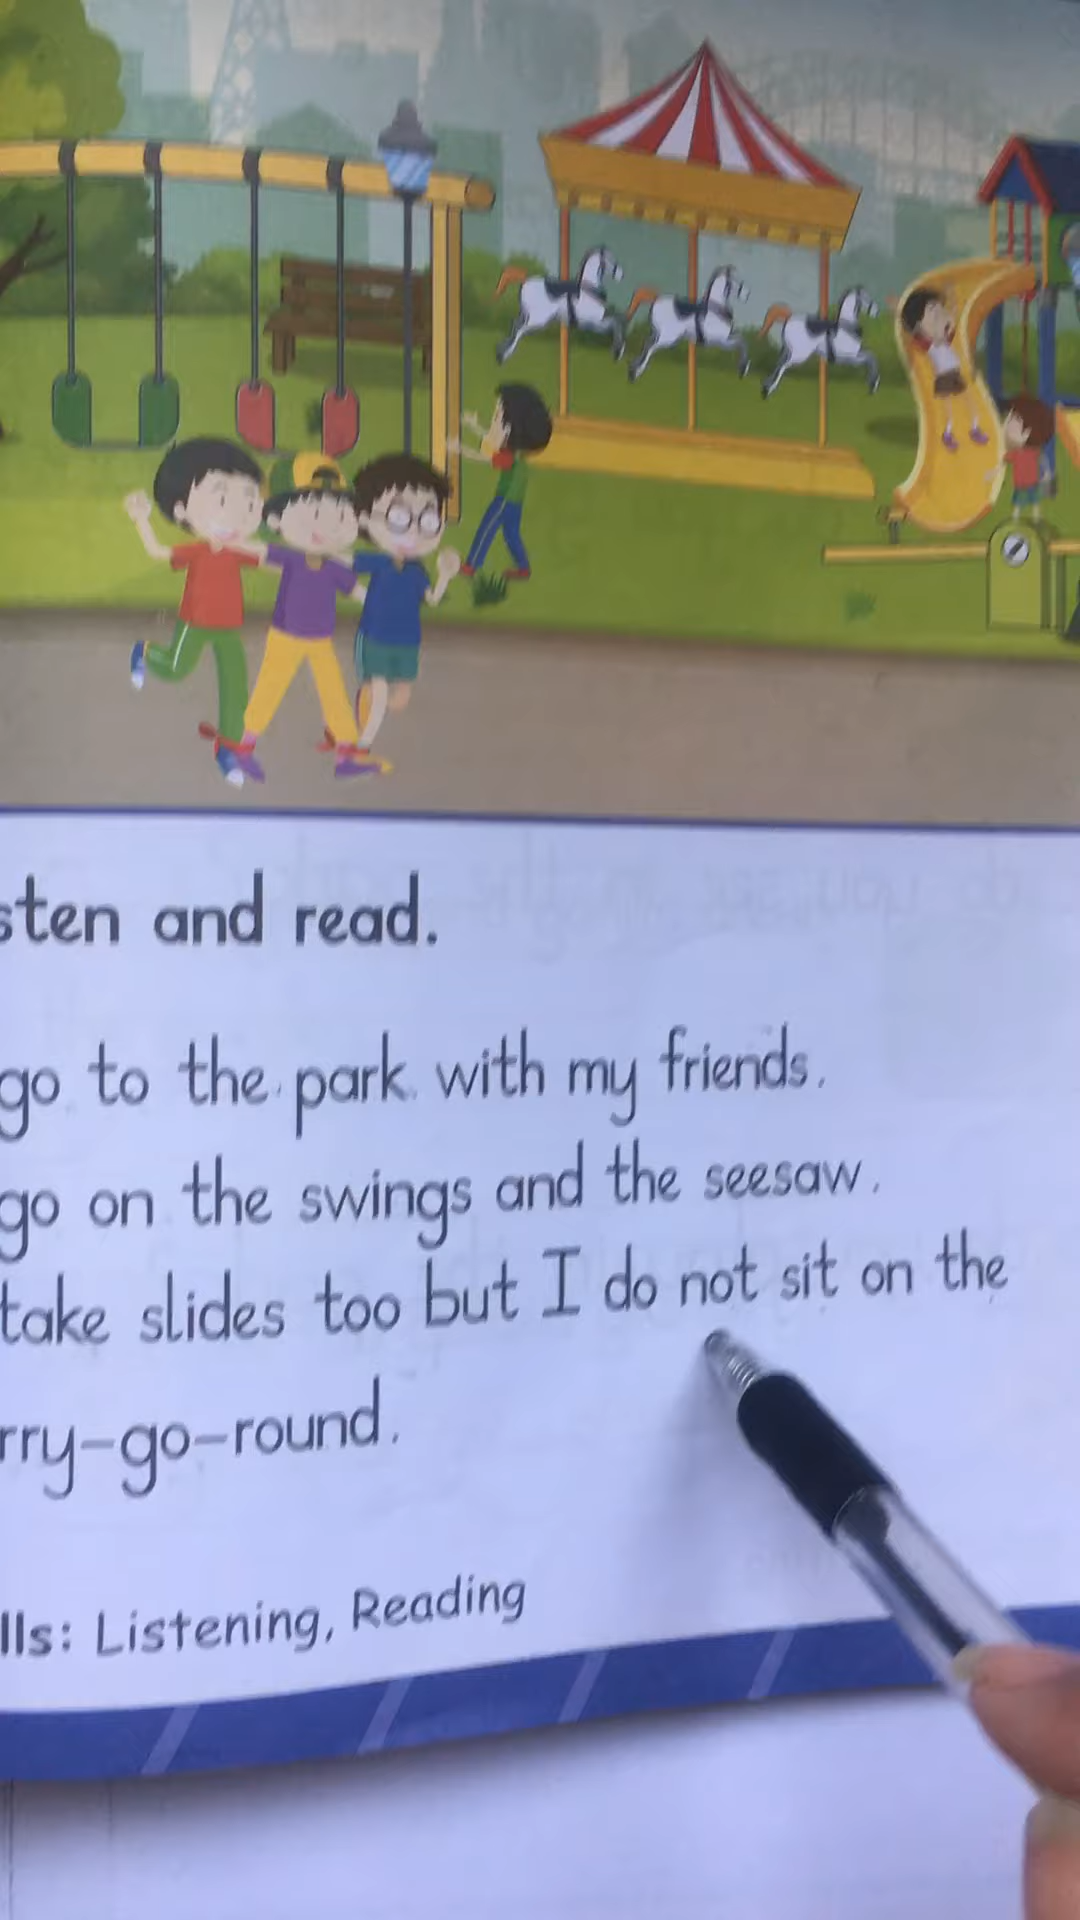 sten and read.
go to the park with my friends.
go on the swings and the seesaw.
take slides too but I do not sit on the
rry-go-round.
lls: Listening, Reading